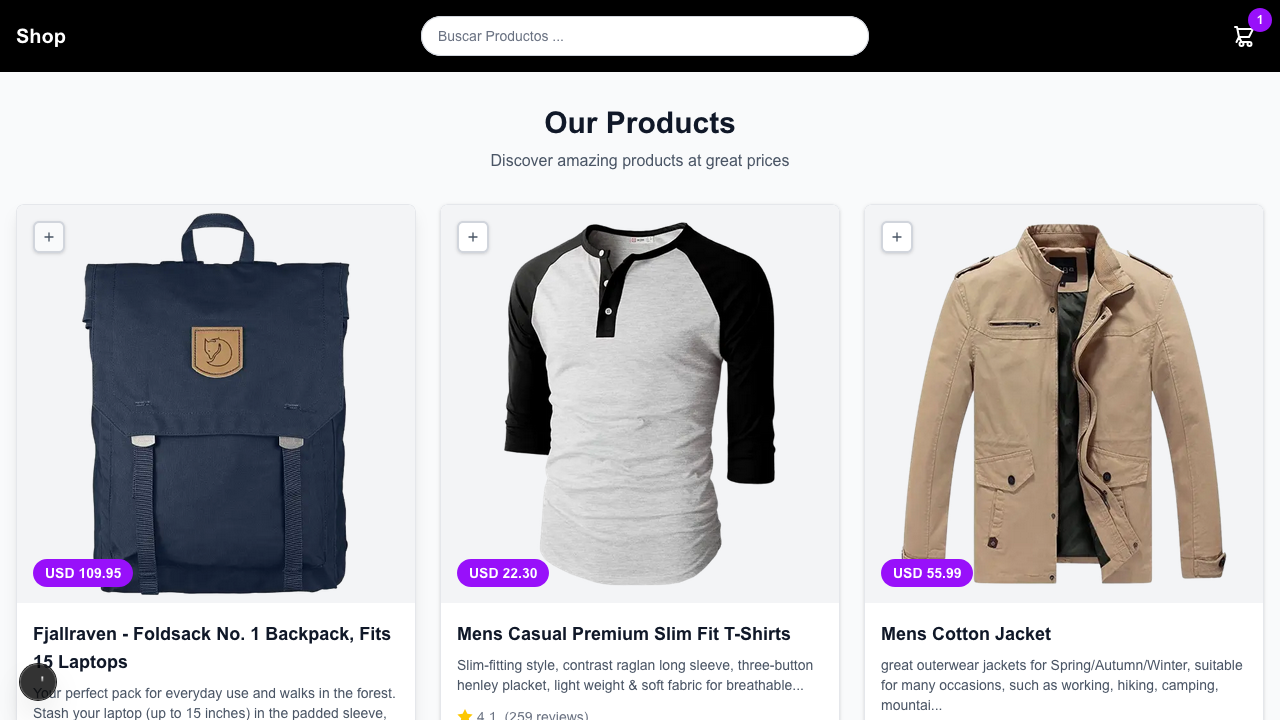 Shop
Buscar Productos ...
1
Our Products
Discover amazing products at great prices
USD 109.95
Fjallraven - Foldsack No. 1 Backpack, Fits
15 Laptops
Your perfect pack for everyday use and walks in the forest.
Stash your laptop (up to 15 inches) in the padded sleeve,
USD 22.30
Mens Casual Premium Slim Fit T-Shirts
Slim-fitting style, contrast raglan long sleeve, three-button
henley placket, light weight & soft fabric for breathable...
4.1 (259 reviews)
USD 55.99
Mens Cotton Jacket
great outerwear jackets for Spring/Autumn/Winter, suitable
for many occasions, such as working, hiking, camping,
mountai...